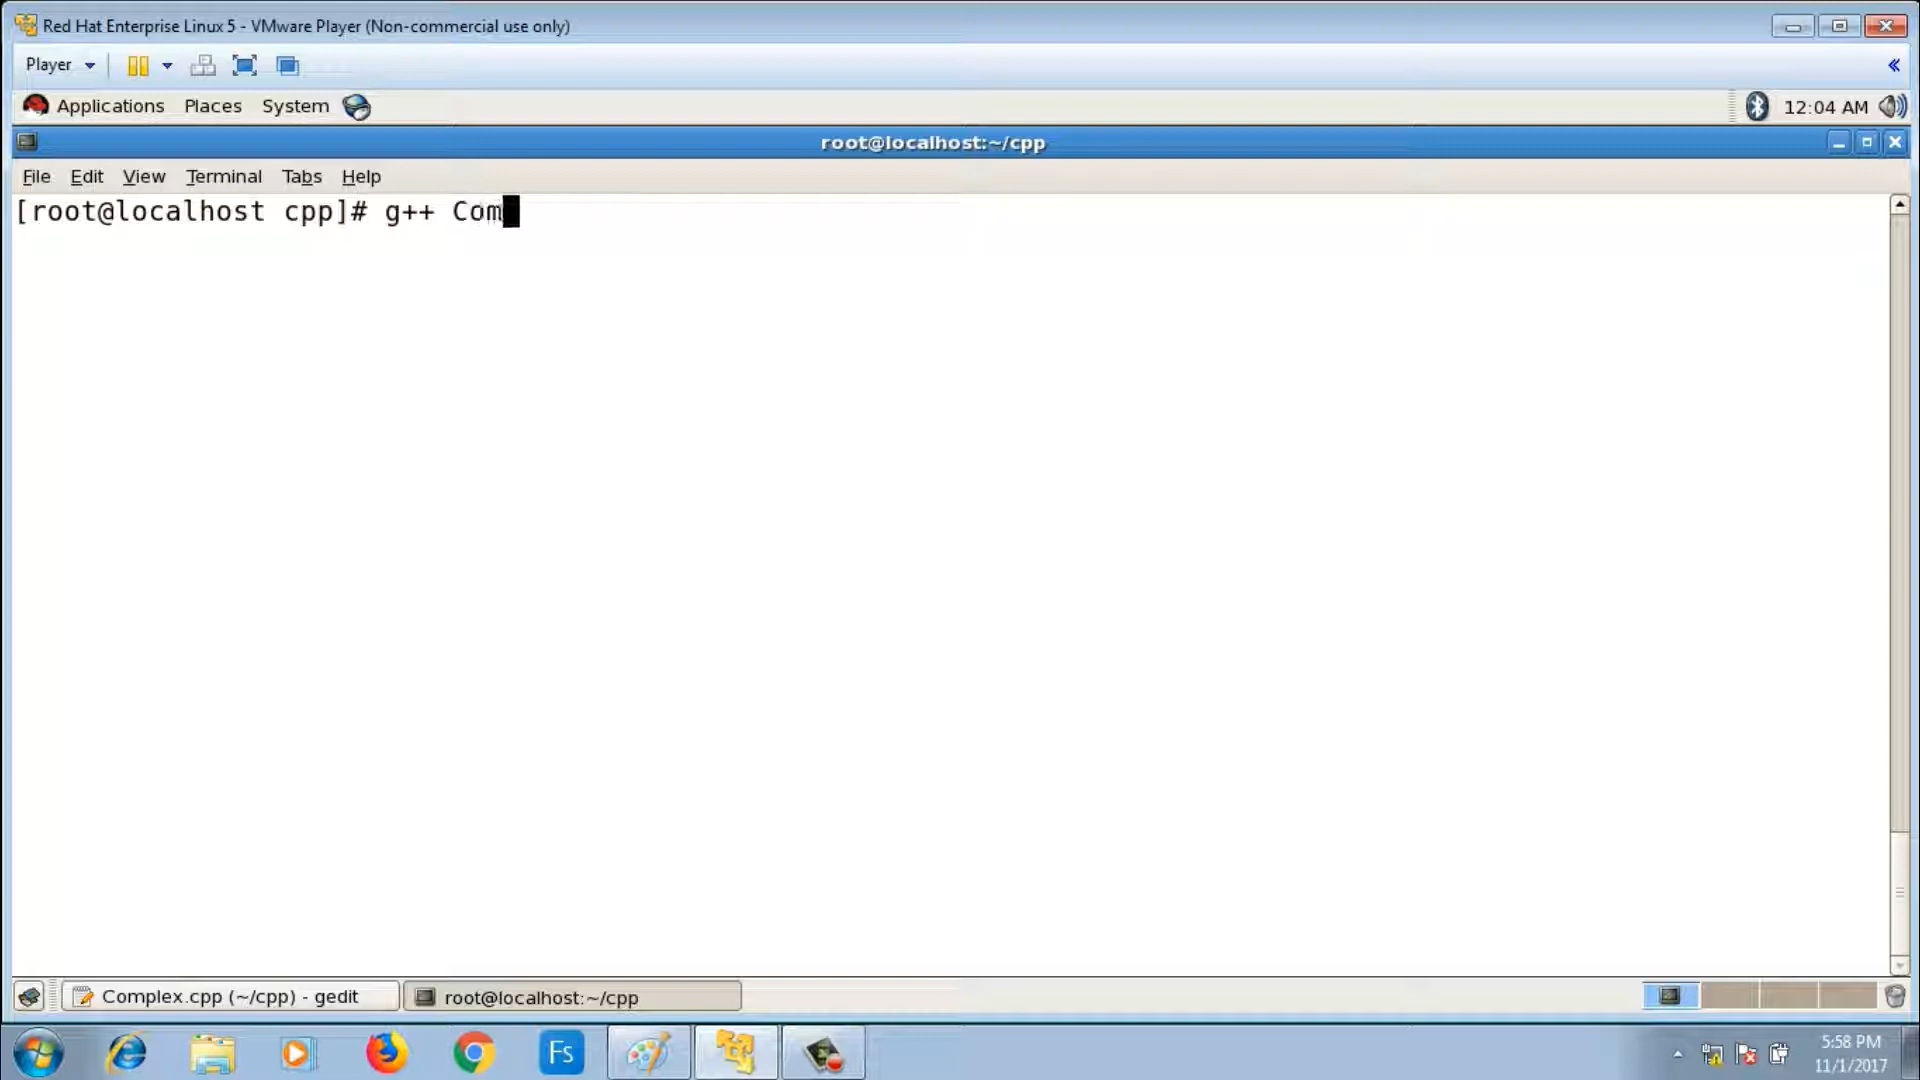 Red Hat Enterprise Linux 5 - VMware Player (Non-commercial use only)
Player
Applications Places System
12:04 AM
root@localhost:~/cpp
File Edit View Terminal Tabs Help
[root@localhost cpp]# g++ Com
Complex.cpp (~/cpp) - gedit
root@localhost:~/cpp
Fs
5:58 PM
11/1/2017